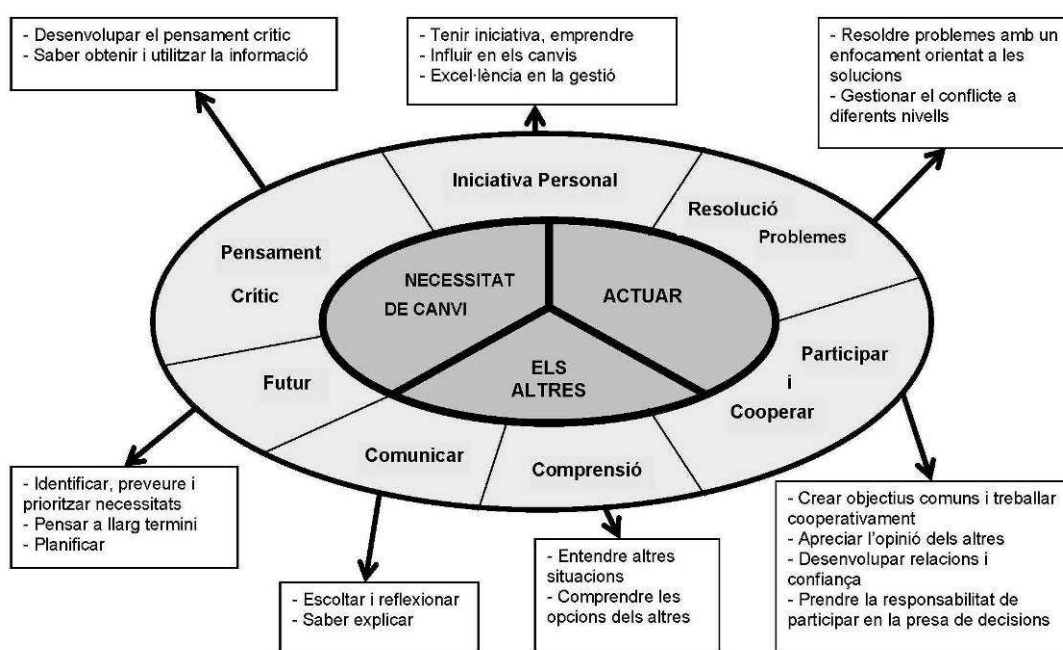 - Desenvolupar el pensament crític
- Saber obtenir i utilitzar la informació
- Tenir iniciativa, emprendre
- Influir en els canvis
- Excel·lència en la gestió
- Resoldre problemes amb un
enfocament orientat a les
solucions
- Gestionar el conflicte a
diferents nivells
Iniciativa Personal
Resolució
Problemes
Pensament
Crític
NECESSITAT
DE CANVI
ACTUAR
Participar
i
Cooperar
Futur
ELS
ALTRES
Comunicar
Comprensió
- Identificar, preveure i
prioritzar necessitats
- Pensar a llarg termini
- Planificar
- Escoltar i reflexionar
- Saber explicar
- Entendre altres
situacions
- Comprendre les
opcions dels altres
- Crear objectius comuns i treballar
cooperativament
- Apreciar l'opinió dels altres
- Desenvolupar relacions i
confiança
- Prendre la responsabilitat de
participar en la presa de decisions